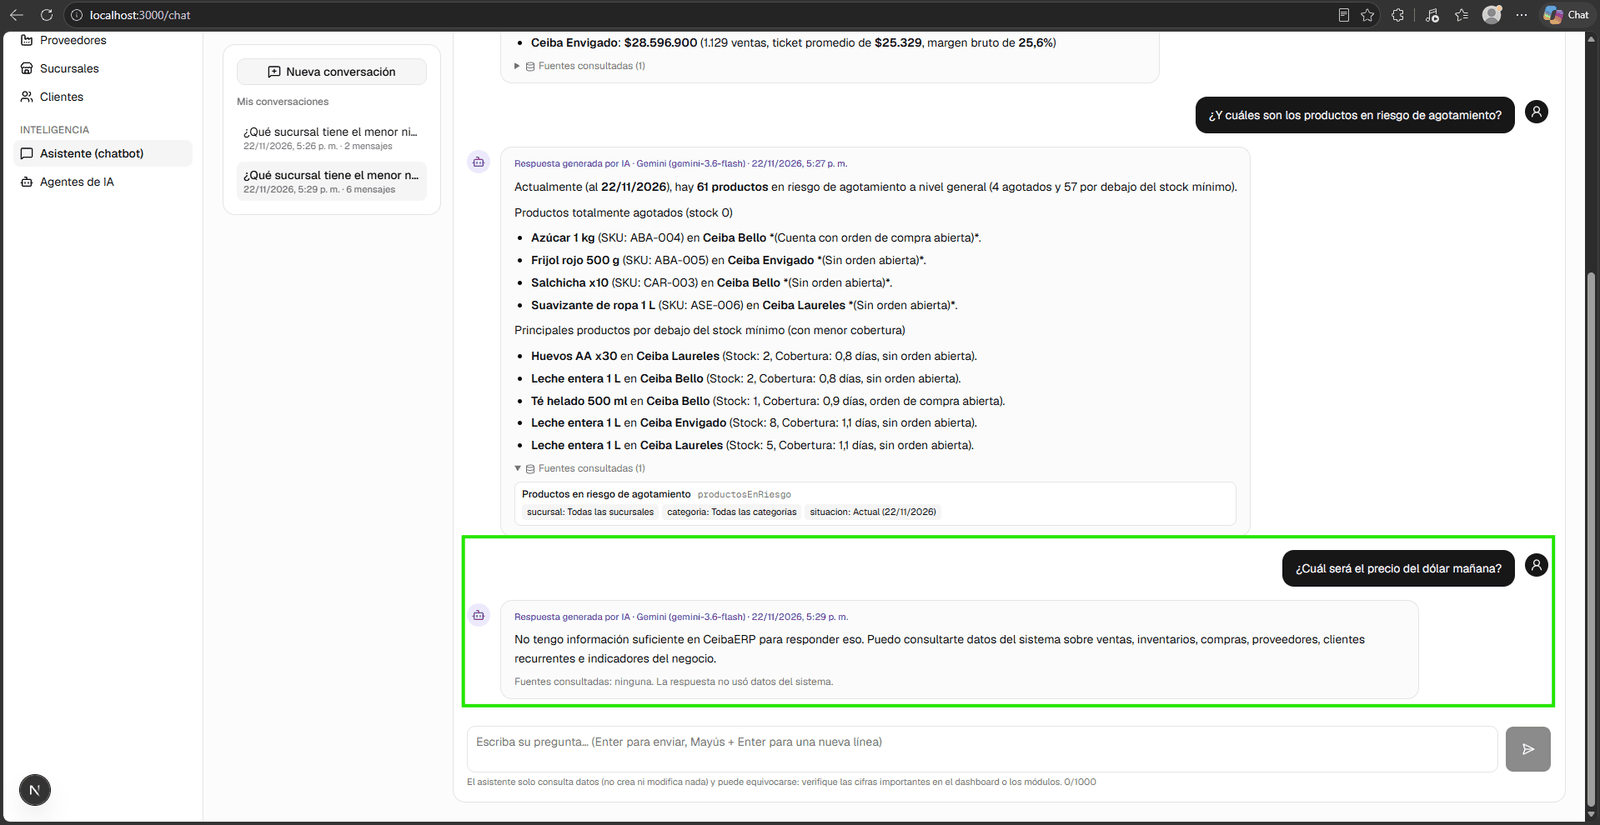 localhost:3000/chat
Chat
Proveedores
Sucursales
Clientes
INTELIGENCIA
Asistente (chatbot)
Agentes de IA
Nueva conversación
Mis conversaciones
¿Qué sucursal tiene el menor ni...
22/11/2026, 5:26 p. m. · 2 mensajes
¿Qué sucursal tiene el menor n...
22/11/2026, 5:29 p. m. · 6 mensajes
• Ceiba Envigado: $28.596.900 (1.129 ventas, ticket promedio de $25.329, margen bruto de 25,6%)
Fuentes consultadas (1)
¿Y cuáles son los productos en riesgo de agotamiento?
Respuesta generada por IA · Gemini (gemini-3.6-flash) · 22/11/2026, 5:27 p. m.
Actualmente (al 22/11/2026), hay 61 productos en riesgo de agotamiento a nivel general (4 agotados y 57 por debajo del stock mínimo).
Productos totalmente agotados (stock 0)
• Azúcar 1 kg (SKU: ABA-004) en Ceiba Bello *(Cuenta con orden de compra abierta)*.
• Frijol rojo 500 g (SKU: ABA-005) en Ceiba Envigado *(Sin orden abierta)*.
• Salchicha x10 (SKU: CAR-003) en Ceiba Bello *(Sin orden abierta)*.
• Suavizante de ropa 1 L (SKU: ASE-006) en Ceiba Laureles *(Sin orden abierta)*.
Principales productos por debajo del stock mínimo (con menor cobertura)
• Huevos AA x30 en Ceiba Laureles (Stock: 2, Cobertura: 0,8 días, sin orden abierta).
• Leche entera 1 L en Ceiba Bello (Stock: 2, Cobertura: 0,8 días, sin orden abierta).
• Té helado 500 ml en Ceiba Bello (Stock: 1, Cobertura: 0,9 días, orden de compra abierta).
• Leche entera 1 L en Ceiba Envigado (Stock: 8, Cobertura: 1,1 días, sin orden abierta).
• Leche entera 1 L en Ceiba Laureles (Stock: 5, Cobertura: 1,1 días, sin orden abierta).
Fuentes consultadas (1)
Productos en riesgo de agotamiento productosEnRiesgo
sucursal: Todas las sucursales categoria: Todas las categorías situacion: Actual (22/11/2026)
¿Cuál será el precio del dólar mañana?
Respuesta generada por IA · Gemini (gemini-3.6-flash) · 22/11/2026, 5:29 p. m.
No tengo información suficiente en CeibaERP para responder eso. Puedo consultarte datos del sistema sobre ventas, inventarios, compras, proveedores, clientes
recurrentes e indicadores del negocio.
Fuentes consultadas: ninguna. La respuesta no usó datos del sistema.
Escriba su pregunta… (Enter para enviar, Mayús + Enter para una nueva línea)
El asistente solo consulta datos (no crea ni modifica nada) y puede equivocarse: verifique las cifras importantes en el dashboard o los módulos. 0/1000
N